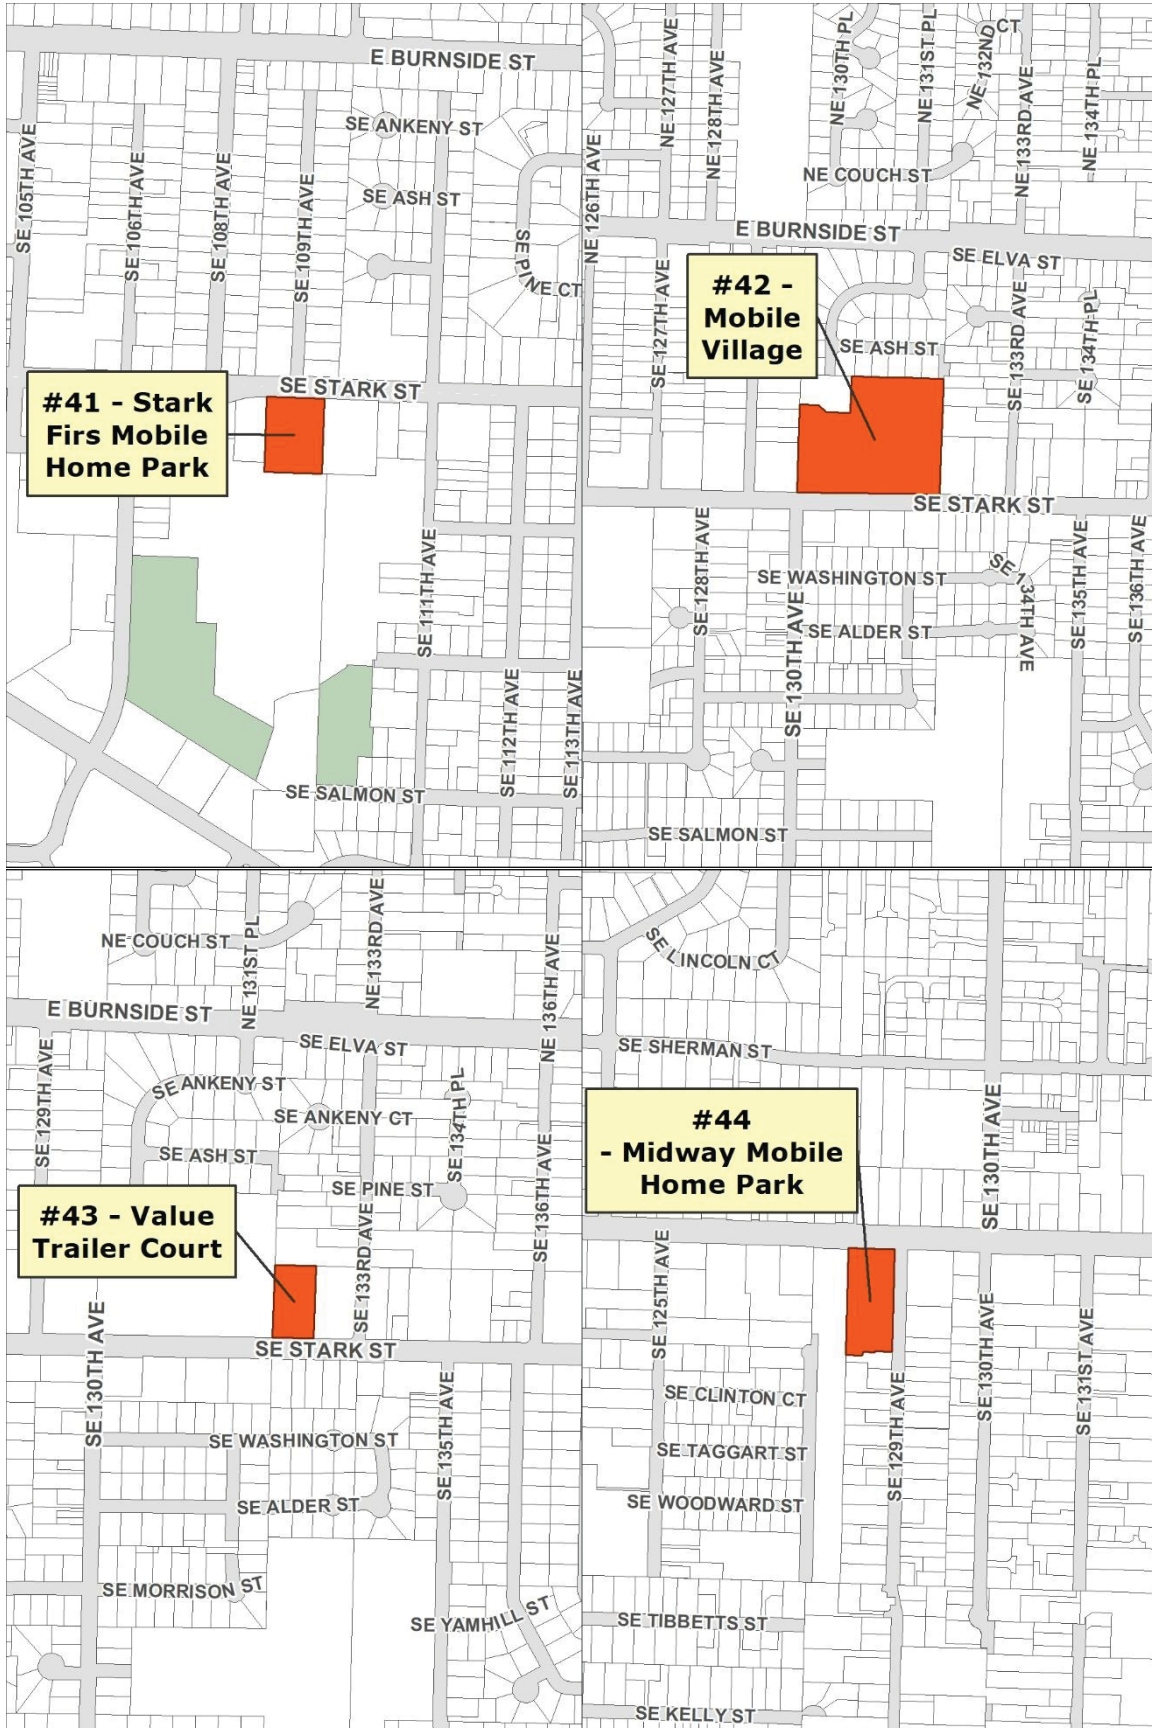 E BURNSIDE ST
SE ANKENY ST
SE ASH ST
SE PINE CT
SE 105TH AVE
SE 106TH AVE
SE 108TH AVE
SE 109TH AVE
SE STARK ST
#41 - Stark
Firs Mobile
Home Park
SE 111TH AVE
SE 112TH AVE
SE 113TH AVE
SE SALMON ST
NE 126TH AVE
NE 127TH AVE
NE 128TH AVE
NE 130TH PL
NE 131ST PL
NE 132ND CT
NE 133RD AVE
NE 134TH PL
NE COUCH ST
E BURNSIDE ST
SE ELVA ST
#42 -
Mobile
Village
SE 127TH AVE
SE ASH ST
SE 133RD AVE
SE 134TH PL
SE STARK ST
SE 128TH AVE
SE WASHINGTON ST
SE 134TH AVE
SE 135TH AVE
SE 136TH AVE
SE ALDER ST
SE 130TH AVE
SE SALMON ST
NE COUCH ST
NE 131ST PL
NE 133RD AVE
NE 136TH AVE
E BURNSIDE ST
SE ELVA ST
SE 129TH AVE
SE ANKENY ST
SE ANKENY CT
SE 134TH PL
SE ASH ST
SE PINE ST
SE 136TH AVE
#43 - Value
Trailer Court
SE 133RD AVE
SE 130TH AVE
SE STARK ST
SE 135TH AVE
SE WASHINGTON ST
SE ALDER ST
SE MORRISON ST
SE YAMHILL ST
SE LINCOLN CT
SE SHERMAN ST
#44
- Midway Mobile
Home Park
SE 130TH AVE
SE 125TH AVE
SE 129TH AVE
SE 130TH AVE
SE 131ST AVE
SE CLINTON CT
SE TAGGART ST
SE WOODWARD ST
SE TIBBETTS ST
SE KELLY ST